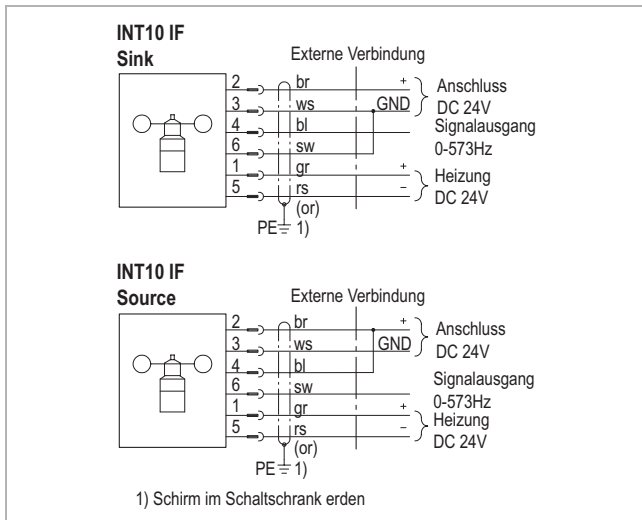 INT10 IF
Sink
Externe Verbindung
2 br +
3 ws GND
Anschluss
DC 24V
4 bl
Signalausgang
0-573Hz
6 sw
1 gr +
5 rs –
Heizung
DC 24V
(or)
PE 1)
INT10 IF
Source
Externe Verbindung
2 br +
3 ws GND
Anschluss
DC 24V
4 bl
6 sw
Signalausgang
0-573Hz
1 gr +
5 rs –
Heizung
DC 24V
(or)
PE 1)
1) Schirm im Schaltschrank erden